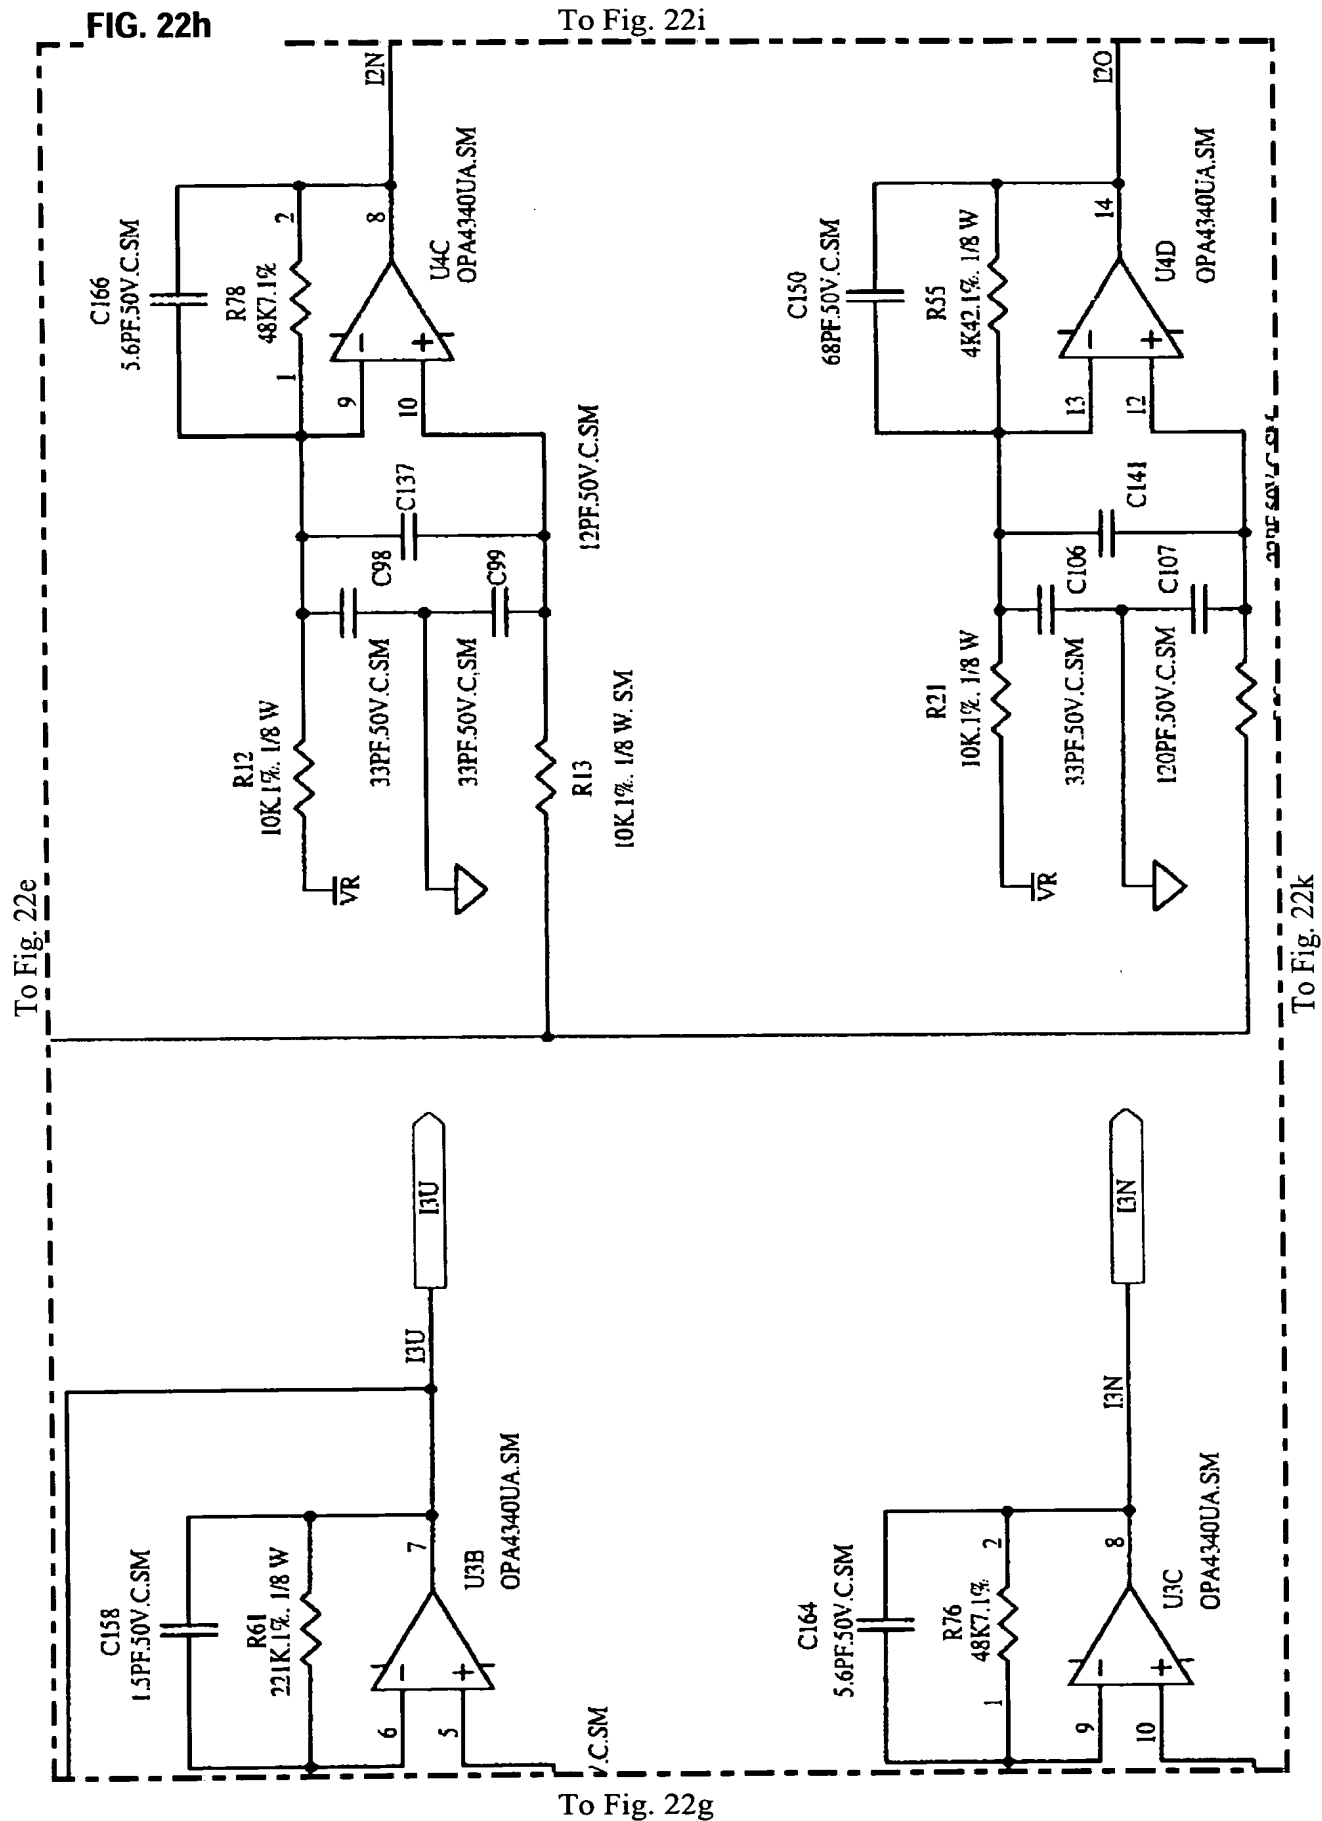 FIG. 22h
To Fig. 22i
To Fig. 22e
To Fig. 22k
To Fig. 22g
I2N
C166
5.6PF.50V.C.SM
R78
48K7.1%
1
2
8
9
10
U4C
OPA4340UA.SM
C137
12PF.50V.C.SM
C98
33PF.50V.C.SM
C99
33PF.50V.C.SM
R12
10K.1%. 1/8 W
VR
R13
10K.1%. 1/8 W. SM
I2O
C150
68PF.50V.C.SM
R55
4K42.1%. 1/8 W
14
13
12
U4D
OPA4340UA.SM
C141
C106
33PF.50V.C.SM
C107
120PF.50V.C.SM
R21
10K.1%. 1/8 W
VR
I3U
I3U
C158
1.5PF.50V.C.SM
R61
221K.1%. 1/8 W
7
6
5
U3B
OPA4340UA.SM
.C.SM
I3N
I3N
C164
5.6PF.50V.C.SM
R76
48K7.1%
1
2
8
9
10
U3C
OPA4340UA.SM